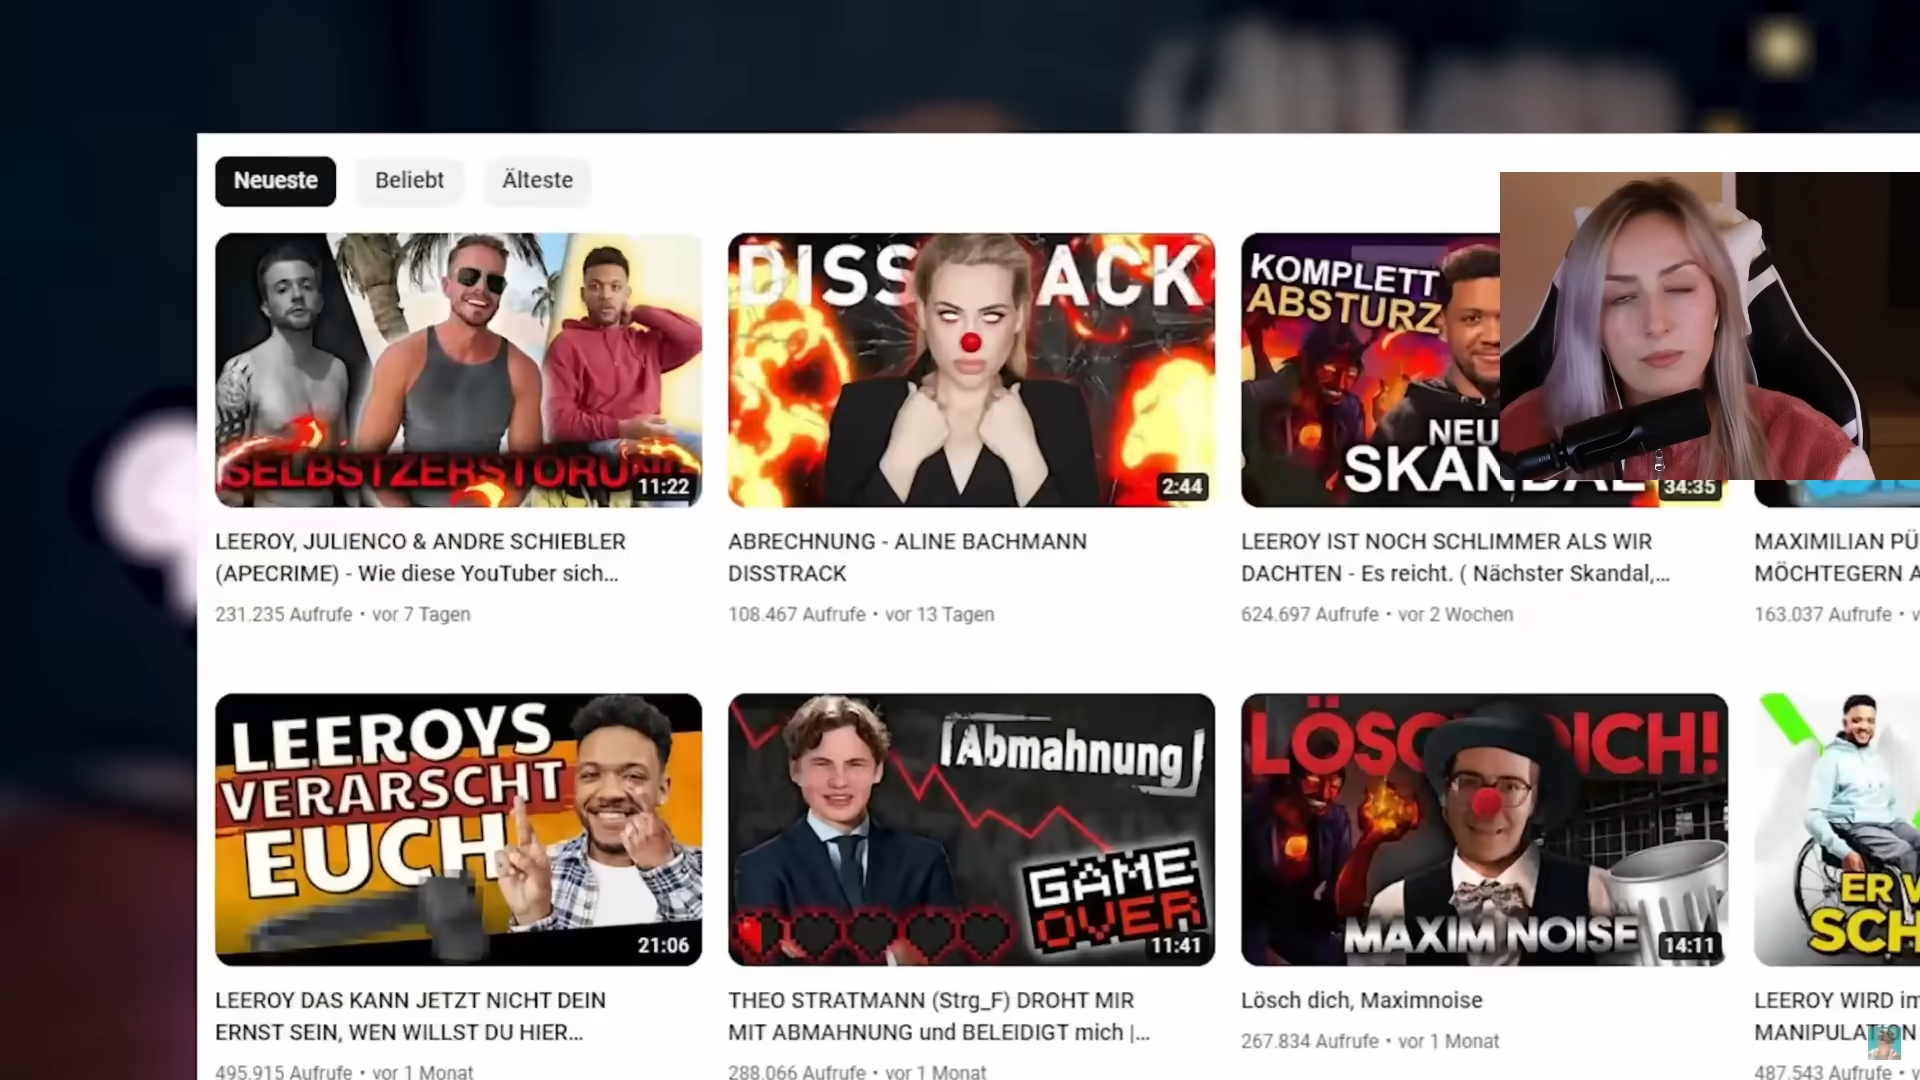 Neueste
Beliebt
Älteste
SELBSTZERSTÖRUNG
11:22
DISSTRACK
2:44
KOMPLETT
ABSTURZ
34:35
LEEROY, JULIENCO & ANDRE SCHIEBLER
(APECRIME) - Wie diese YouTuber sich...
231.235 Aufrufe • vor 7 Tagen
ABRECHNUNG - ALINE BACHMANN
DISSTRACK
108.467 Aufrufe • vor 13 Tagen
LEEROY IST NOCH SCHLIMMER ALS WIR
DACHTEN - Es reicht. ( Nächster Skandal,...
624.697 Aufrufe • vor 2 Wochen
MAXIMILIAN PÜ
MÖCHTEGERN A
163.037 Aufrufe • v
LEEROYS
VERARSCHT
EUCH
21:06
[Abmahnung]
GAME
OVER
11:41
LÖSCH DICH!
MAXIM NOISE
14:11
ER W
SCH
LEEROY DAS KANN JETZT NICHT DEIN
ERNST SEIN, WEN WILLST DU HIER...
495.915 Aufrufe • vor 1 Monat
THEO STRATMANN (Strg_F) DROHT MIR
MIT ABMAHNUNG und BELEIDIGT mich |...
288.066 Aufrufe • vor 1 Monat
Lösch dich, Maximnoise
267.834 Aufrufe • vor 1 Monat
LEEROY WIRD im
MANIPULATION
487.543 Aufrufe • v